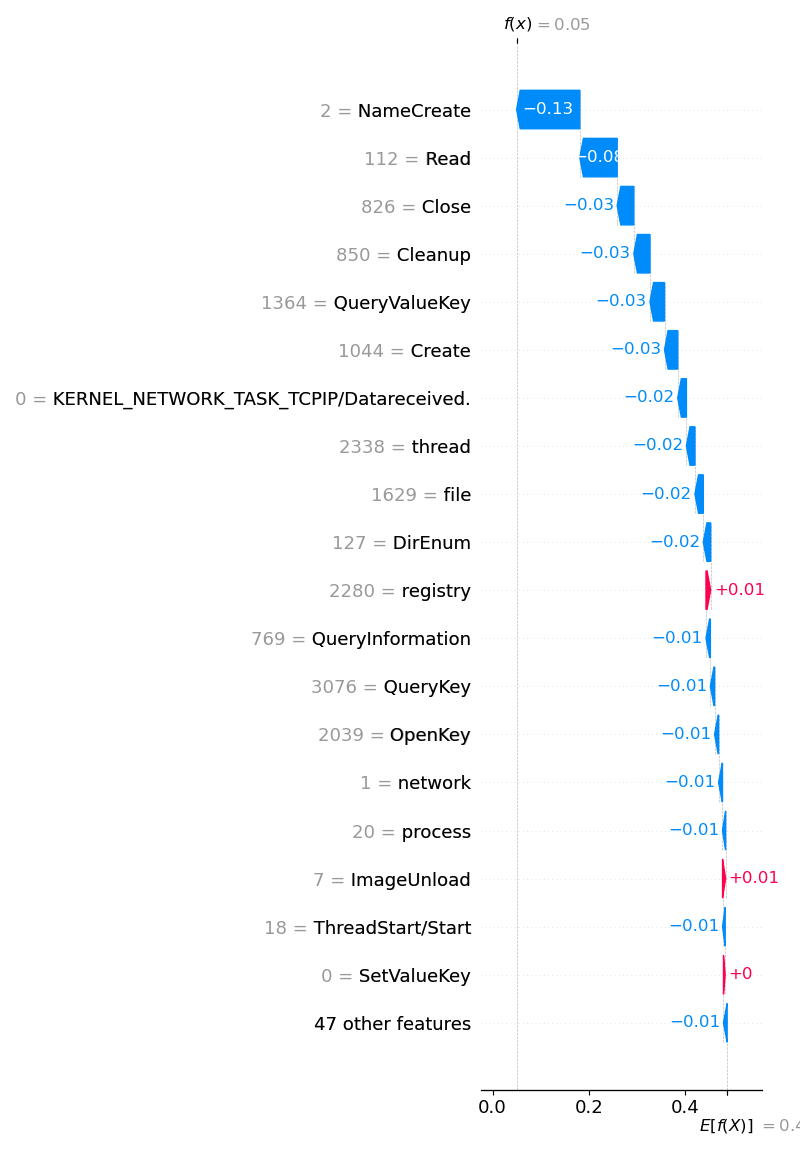 f(x) = 0.05
2 = NameCreate −0.13
112 = Read −0.08
826 = Close −0.03
850 = Cleanup −0.03
1364 = QueryValueKey −0.03
1044 = Create −0.03
0 = KERNEL_NETWORK_TASK_TCPIP/Datareceived. −0.02
2338 = thread −0.02
1629 = file −0.02
127 = DirEnum −0.02
2280 = registry +0.01
769 = QueryInformation −0.01
3076 = QueryKey −0.01
2039 = OpenKey −0.01
1 = network −0.01
20 = process −0.01
7 = ImageUnload +0.01
18 = ThreadStart/Start −0.01
0 = SetValueKey +0
47 other features −0.01
0.0 0.2 0.4
E[f(X)] = 0.4